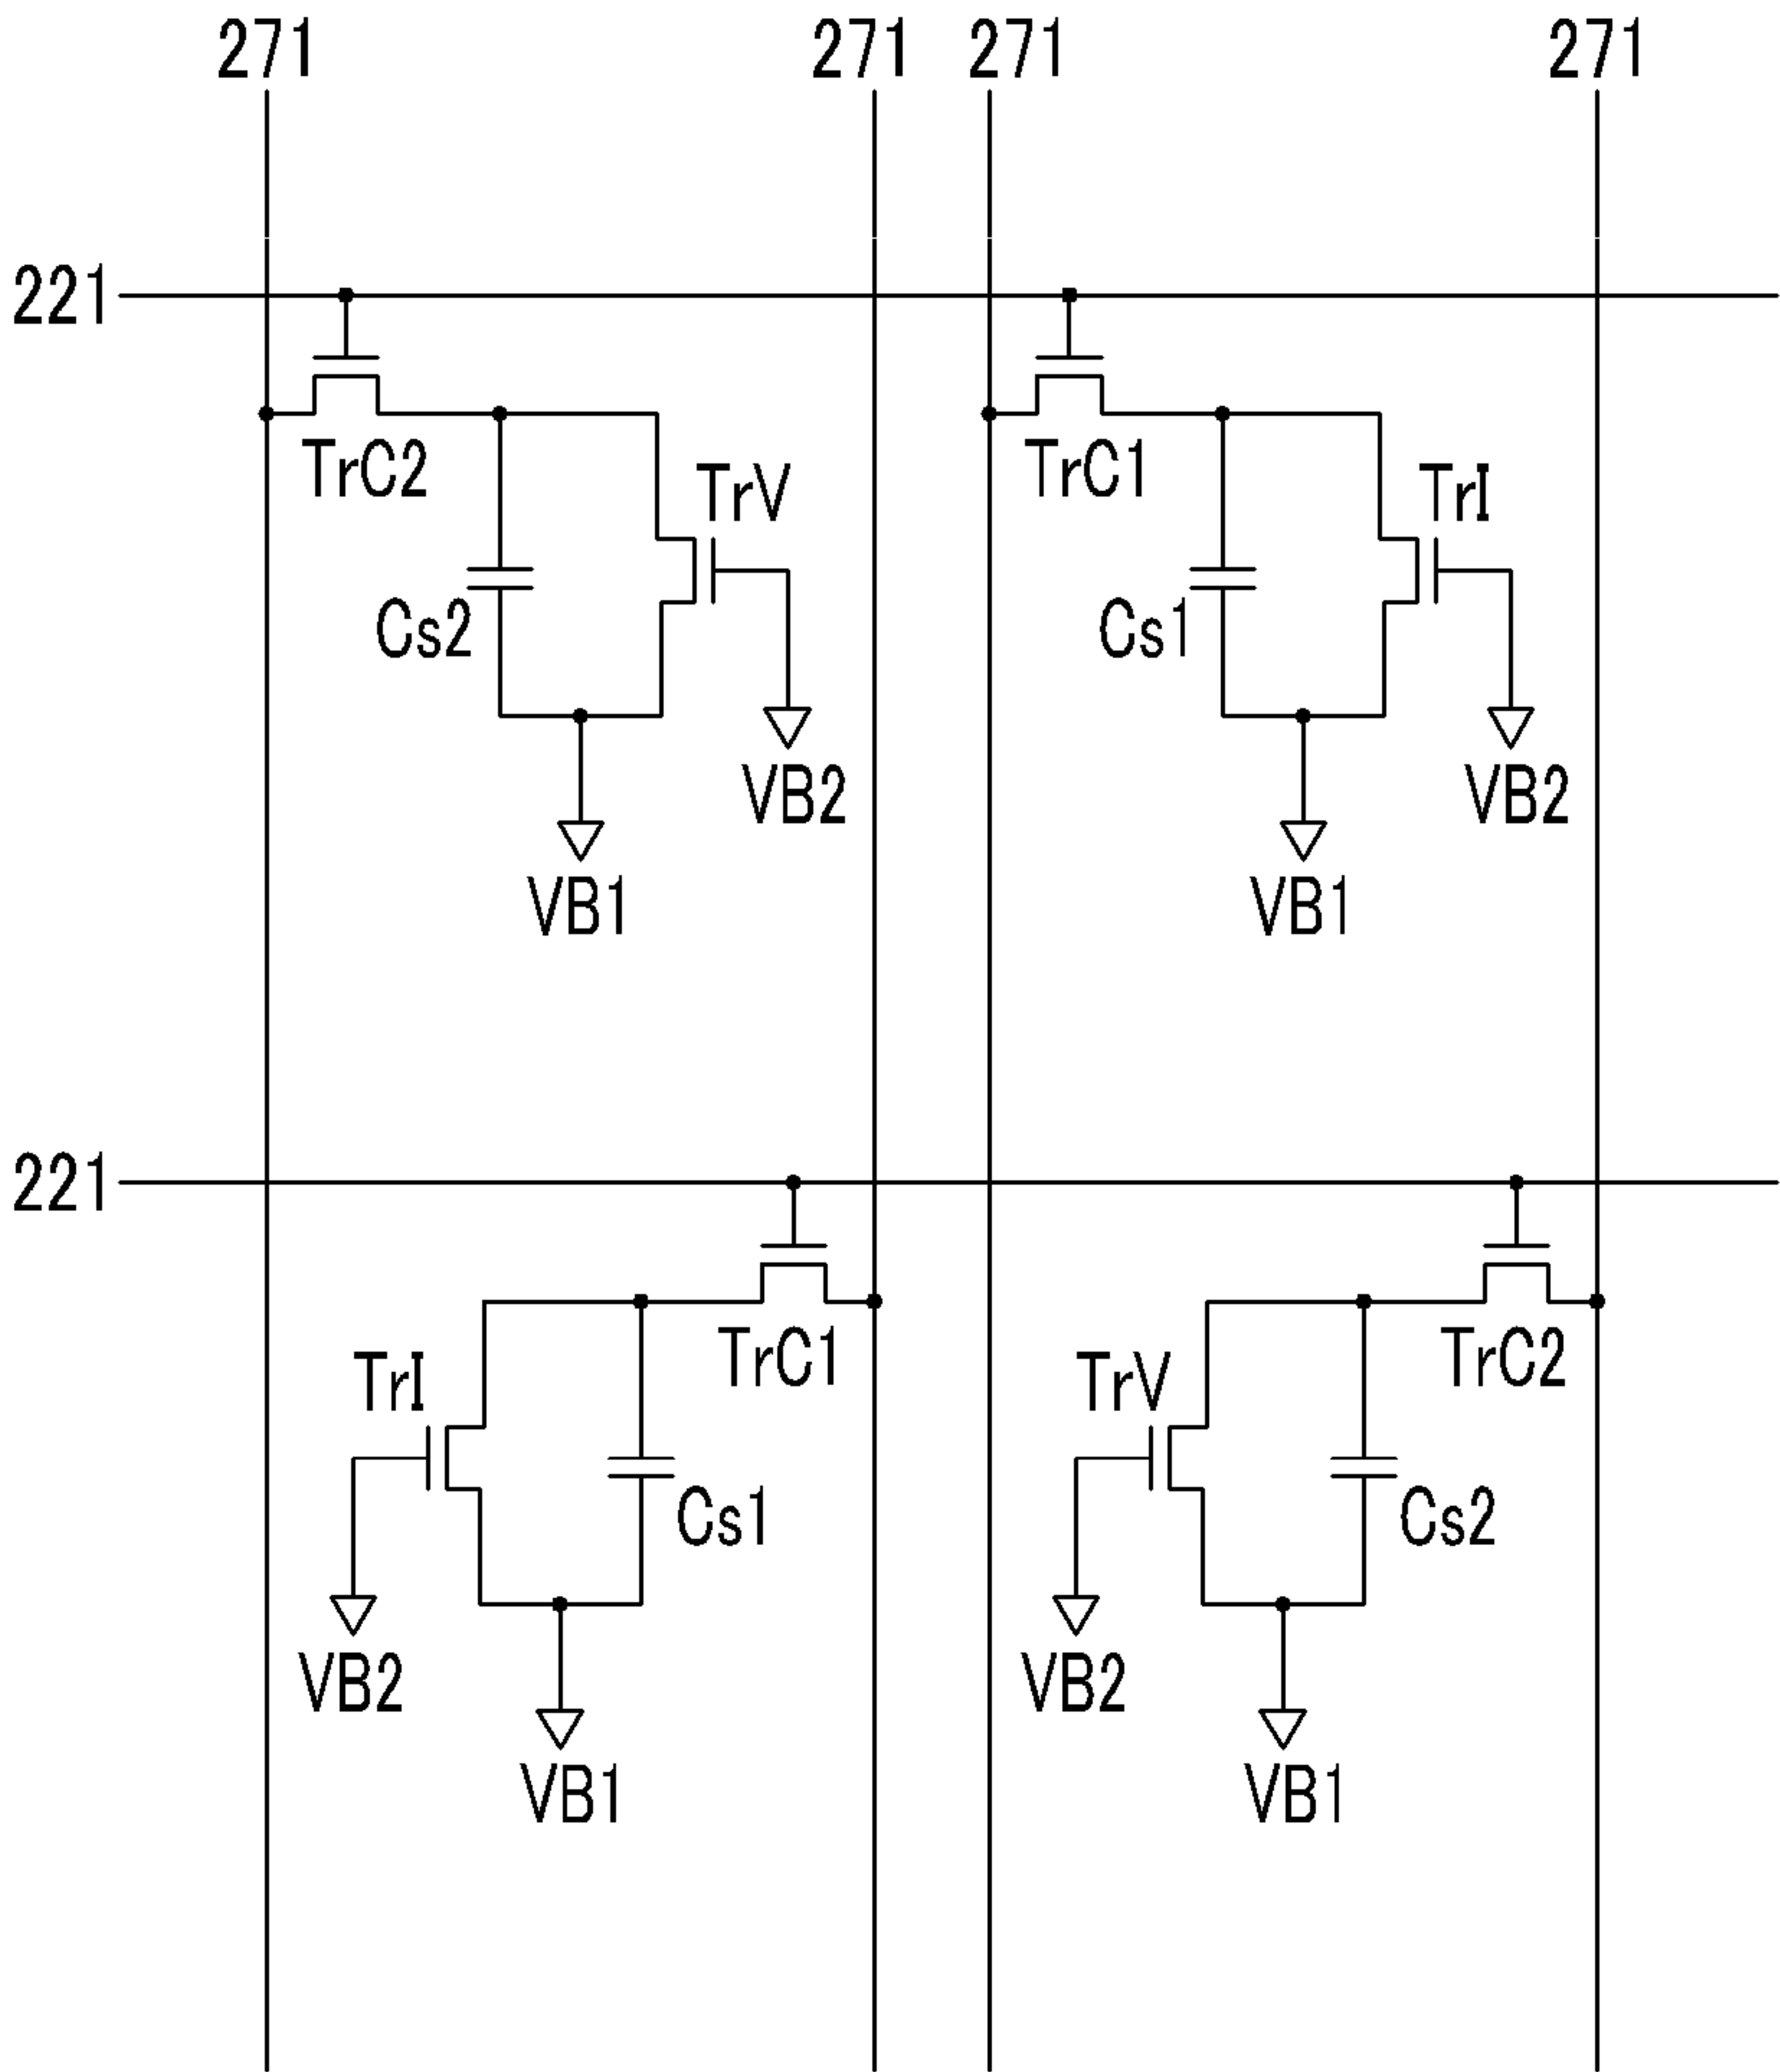 271 271 271 271
221
TrC2 TrV TrC1 TrI
Cs2 Cs1
VB2 VB2
VB1 VB1
221
TrI TrC1 TrV TrC2
Cs1 Cs2
VB2 VB2
VB1 VB1